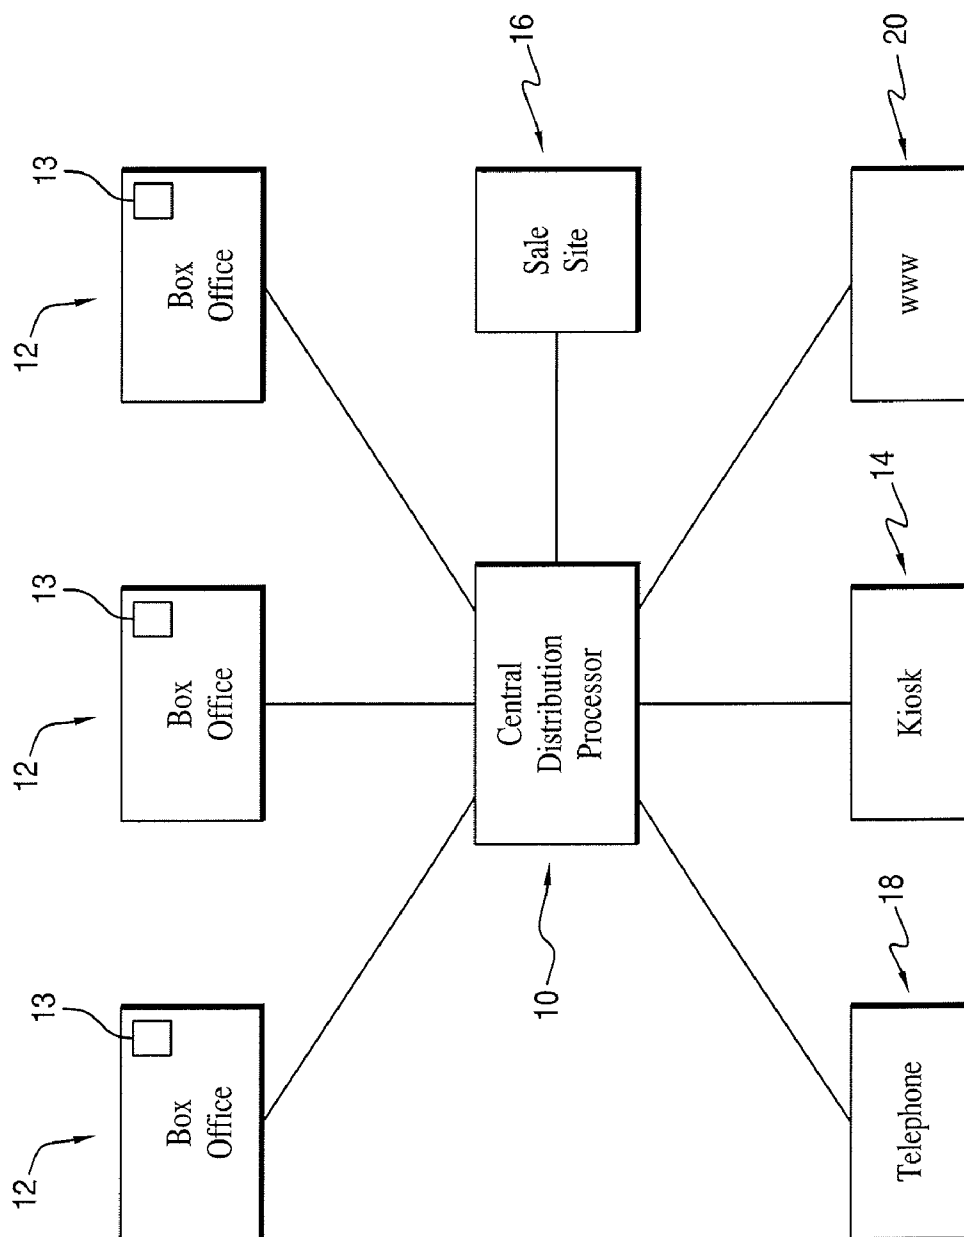 12
13
Box
Office
12
13
Box
Office
12
13
Box
Office
10
Central
Distribution
Processor
Sale
Site
16
Telephone
18
Kiosk
14
www
20